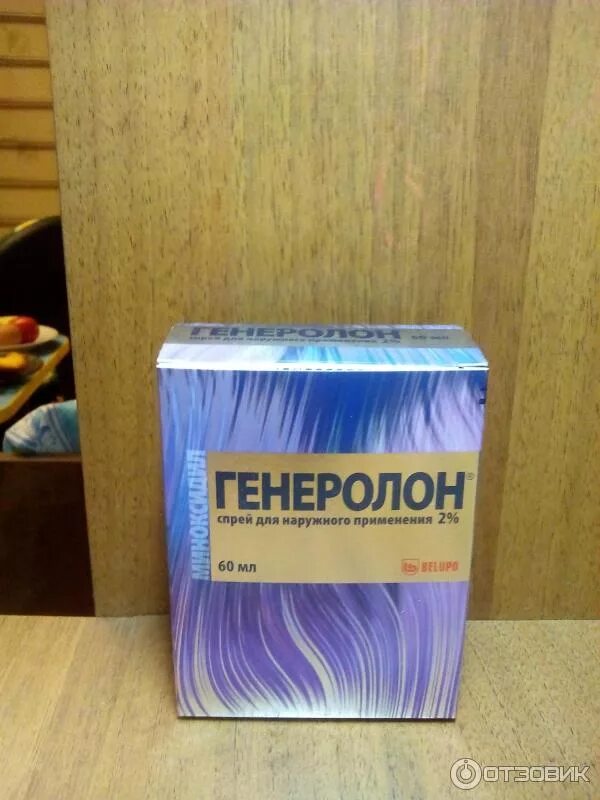 ГЕНЕРОЛОН
спрей для наружного применения 2% 60 мл
МИНОКСИДИЛ
ГЕНЕРОЛОН®
спрей для наружного применения 2%
60 мл
BELUPO
ОТЗОВИК